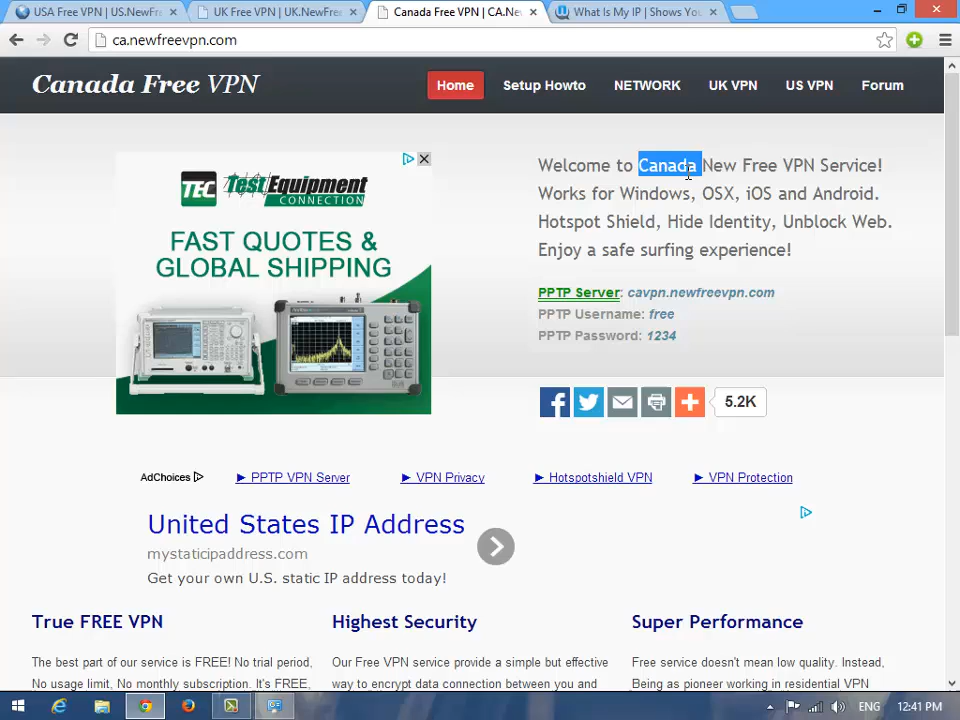 USA Free VPN | US.NewFre
UK Free VPN | UK.NewFree
Canada Free VPN | CA.Ne
What Is My IP | Shows You
ca.newfreevpn.com
Canada Free VPN
Home
Setup Howto
NETWORK
UK VPN
US VPN
Forum
TEC TestEquipment
CONNECTION
FAST QUOTES &
GLOBAL SHIPPING
Welcome to Canada New Free VPN Service!
Works for Windows, OSX, iOS and Android.
Hotspot Shield, Hide Identity, Unblock Web.
Enjoy a safe surfing experience!
PPTP Server: cavpn.newfreevpn.com
PPTP Username: free
PPTP Password: 1234
5.2K
AdChoices
► PPTP VPN Server
► VPN Privacy
► Hotspotshield VPN
► VPN Protection
United States IP Address
mystaticipaddress.com
Get your own U.S. static IP address today!
True FREE VPN
The best part of our service is FREE! No trial period,
No usage limit, No monthly subscription. It's FREE,
Highest Security
Our Free VPN service provide a simple but effective
way to encrypt data connection between you and
Super Performance
Free service doesn't mean low quality. Instead,
Being as pioneer working in residential VPN
ENG
12:41 PM